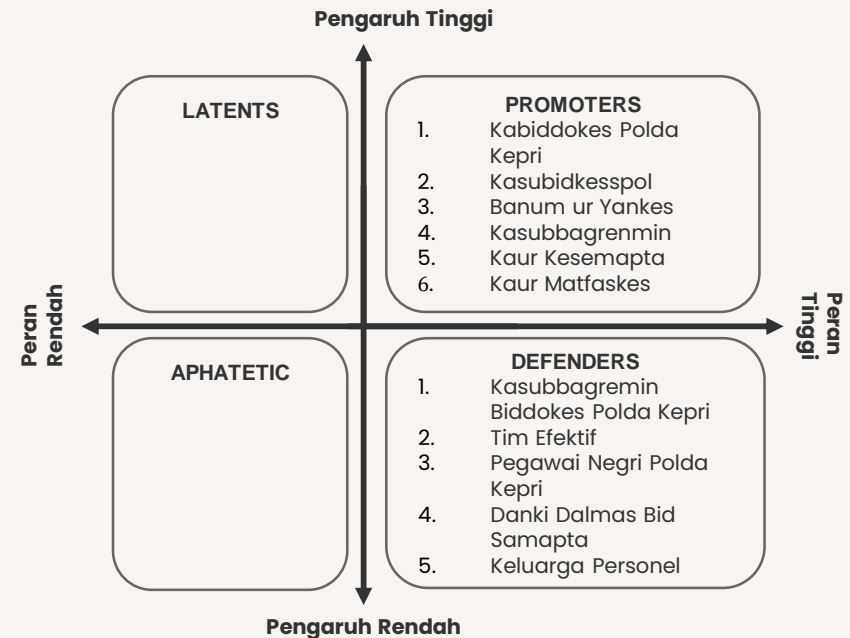 Pengaruh Tinggi
LATENTS
PROMOTERS
1. Kabiddokes Polda
Kepri
2. Kasubidkesspol
3. Banum ur Yankes
4. Kasubbagrenmin
5. Kaur Kesemapta
6. Kaur Matfaskes
Peran
Rendah
Peran
Tinggi
APHATETIC
DEFENDERS
1. Kasubbagremin
Biddokes Polda Kepri
2. Tim Efektif
3. Pegawai Negri Polda
Kepri
4. Danki Dalmas Bid
Samapta
5. Keluarga Personel
Pengaruh Rendah